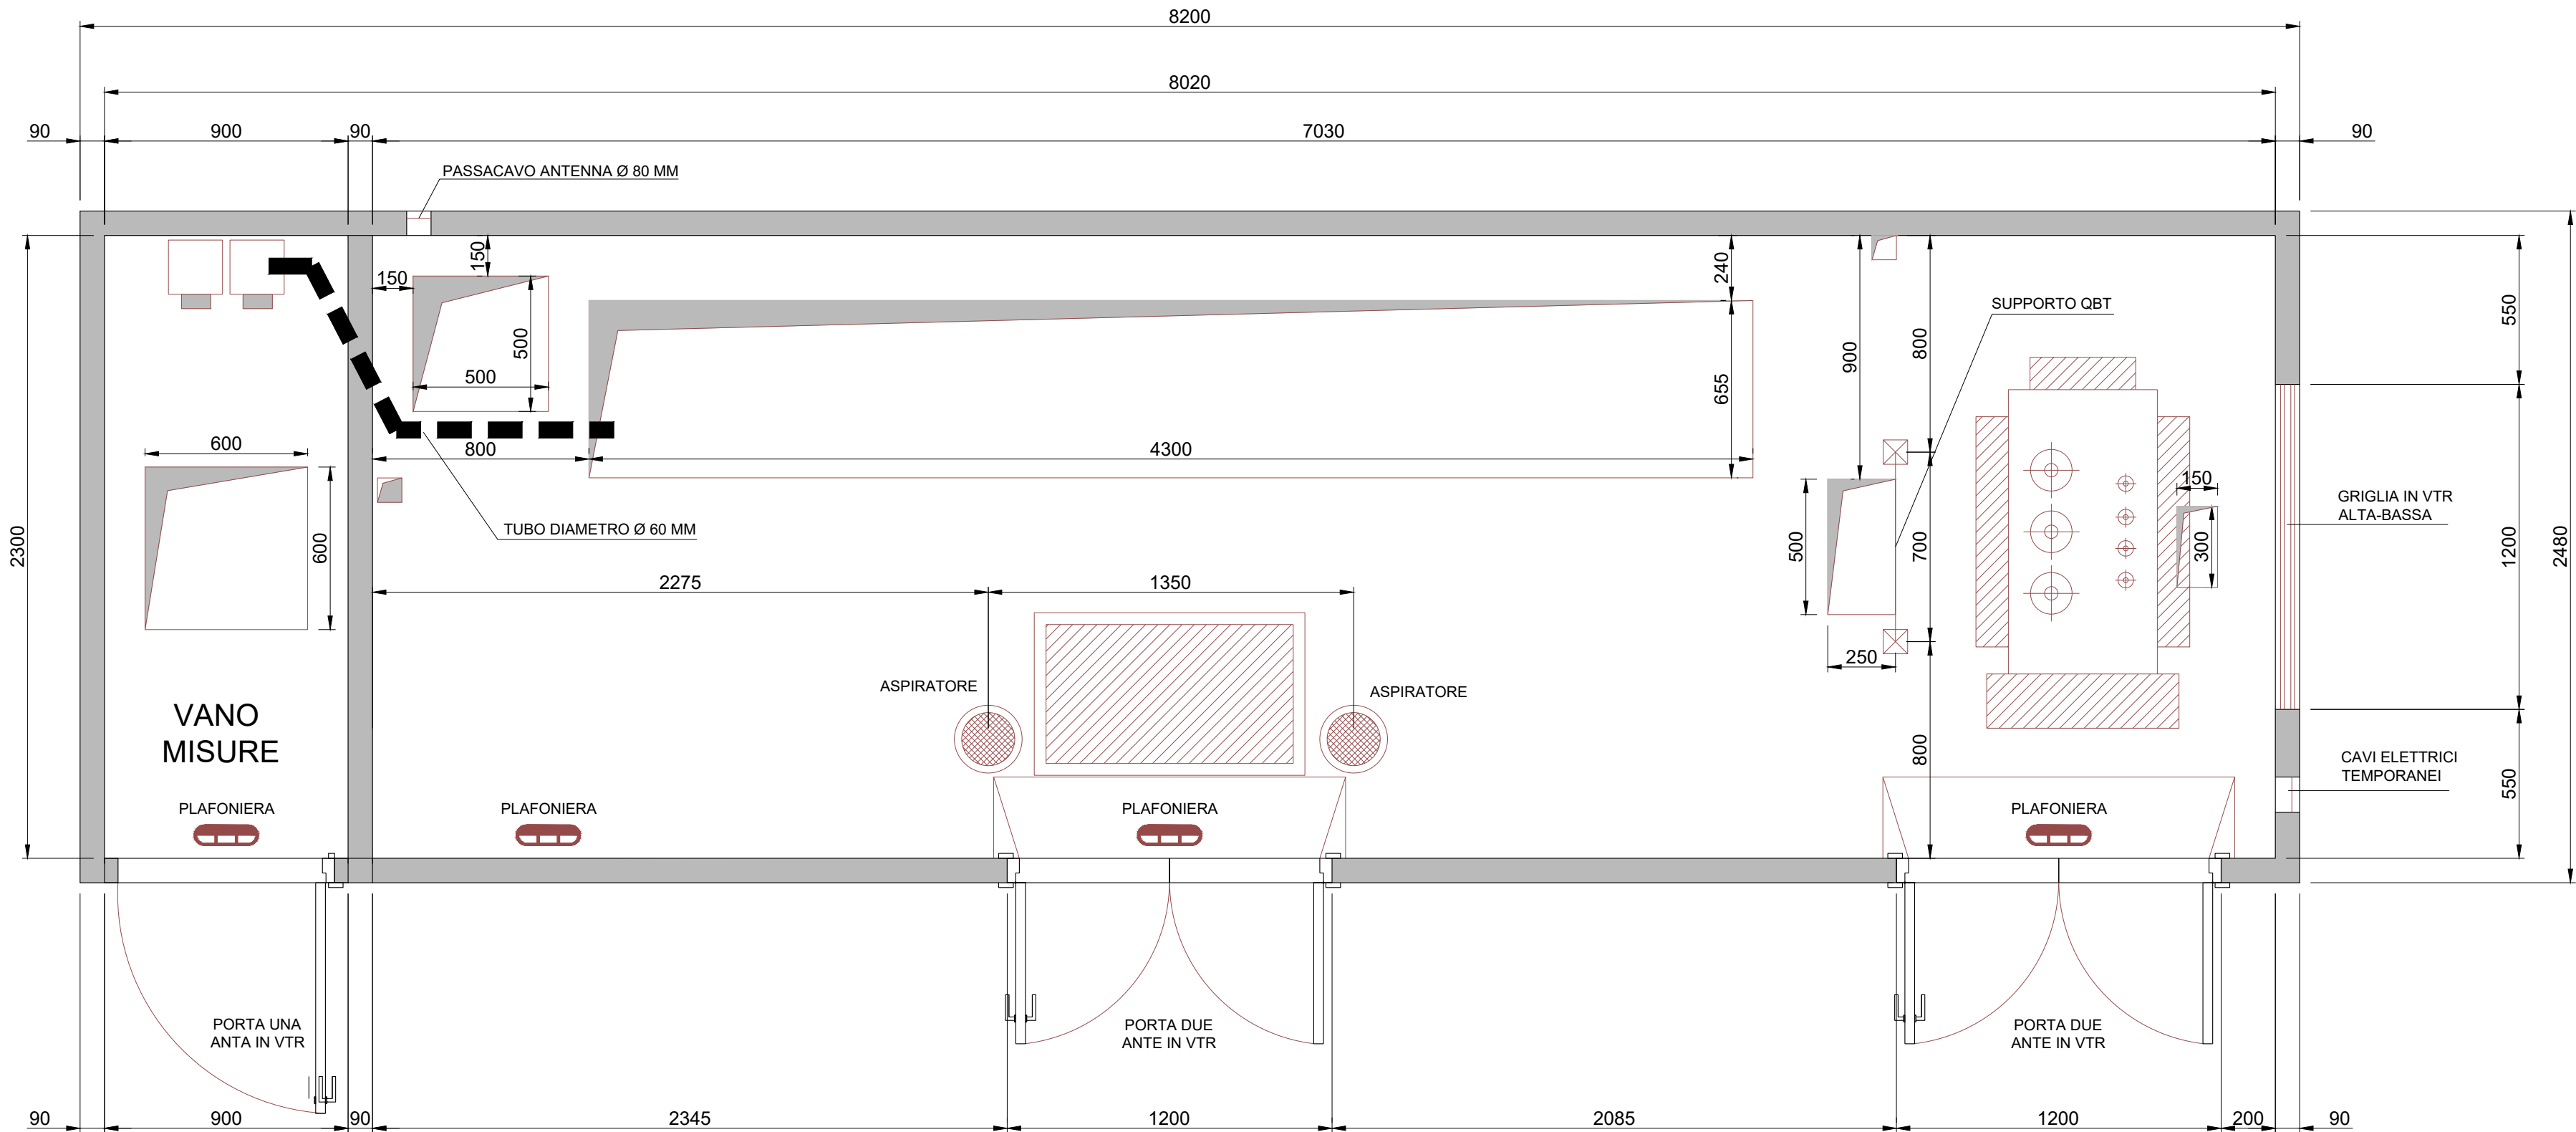 8200
8020
90
900
90
7030
90
PASSACAVO ANTENNA Ø 80 MM
150
150
500
500
240
655
900
800
SUPPORTO QBT
550
800
4300
600
600
TUBO DIAMETRO Ø 60 MM
2300
2275
1350
500
700
250
150
300
GRIGLIA IN VTR
ALTA-BASSA
1200
2480
ASPIRATORE
ASPIRATORE
VANO
MISURE
800
CAVI ELETTRICI
TEMPORANEI
550
PLAFONIERA
PLAFONIERA
PLAFONIERA
PLAFONIERA
PORTA UNA
ANTA IN VTR
PORTA DUE
ANTE IN VTR
PORTA DUE
ANTE IN VTR
90
900
90
2345
1200
2085
1200
200
90